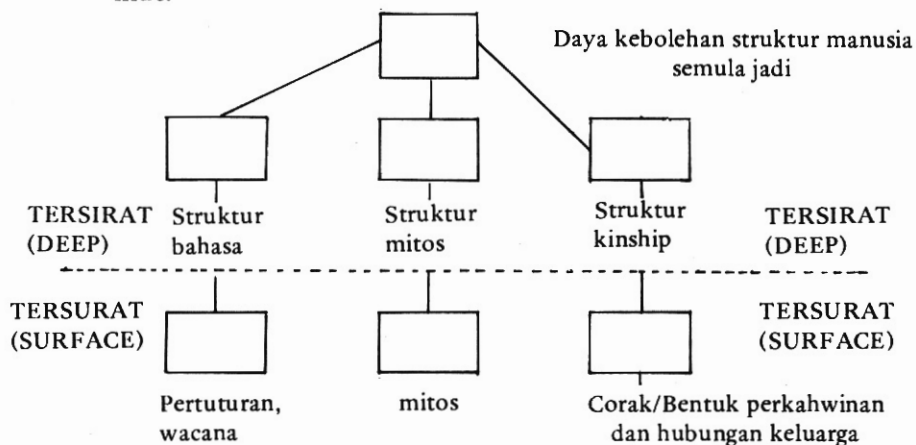 Daya kebolehan struktur manusia
semula jadi
TERSIRAT
(DEEP)
Struktur
bahasa
Struktur
mitos
Struktur
kinship
TERSIRAT
(DEEP)
TERSURAT
(SURFACE)
TERSURAT
(SURFACE)
Pertuturan,
wacana
mitos
Corak/Bentuk perkahwinan
dan hubungan keluarga